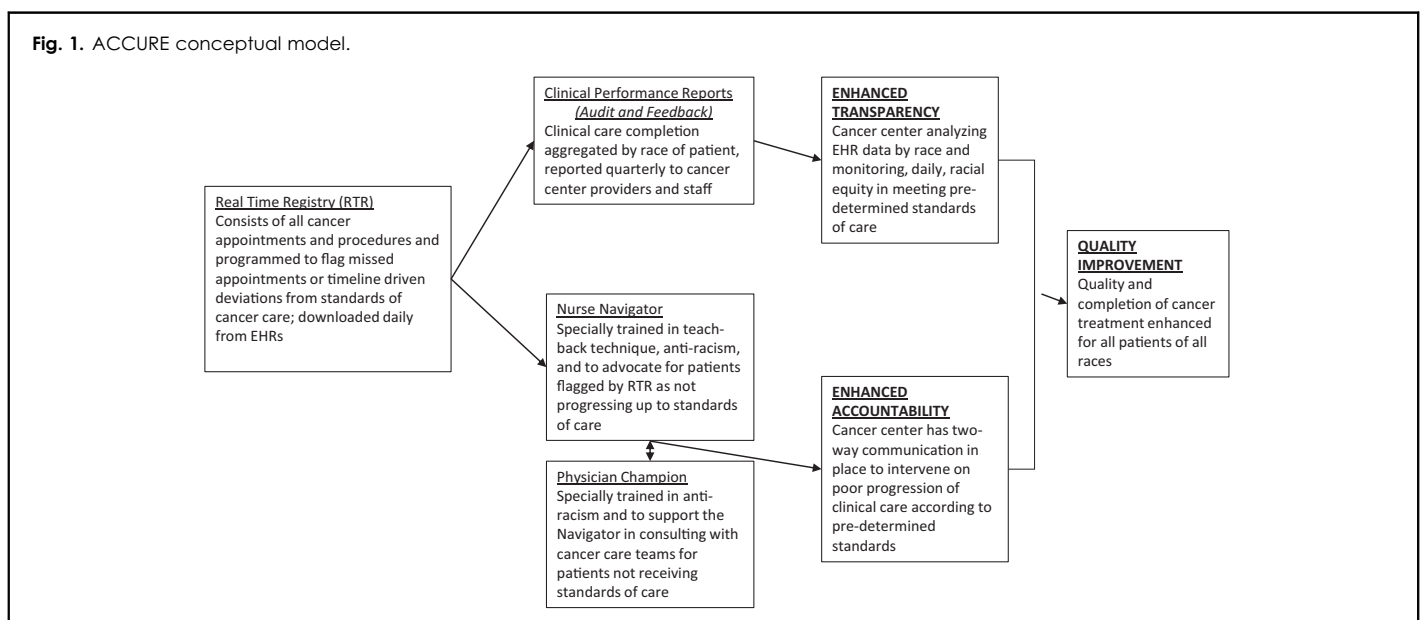 Fig. 1. ACCURE conceptual model.
Real Time Registry (RTR)
Consists of all cancer
appointments and procedures and
programmed to flag missed
appointments or timeline driven
deviations from standards of
cancer care; downloaded daily
from EHRs
Clinical Performance Reports
(Audit and Feedback)
Clinical care completion
aggregated by race of patient,
reported quarterly to cancer
center providers and staff
Nurse Navigator
Specially trained in teach-
back technique, anti-racism,
and to advocate for patients
flagged by RTR as not
progressing up to standards
of care
Physician Champion
Specially trained in anti-
racism and to support the
Navigator in consulting with
cancer care teams for
patients not receiving
standards of care
ENHANCED
TRANSPARENCY
Cancer center analyzing
EHR data by race and
monitoring, daily, racial
equity in meeting pre-
determined standards
of care
ENHANCED
ACCOUNTABILITY
Cancer center has two-
way communication in
place to intervene on
poor progression of
clinical care according to
pre-determined
standards
QUALITY
IMPROVEMENT
Quality and
completion of cancer
treatment enhanced
for all patients of all
races